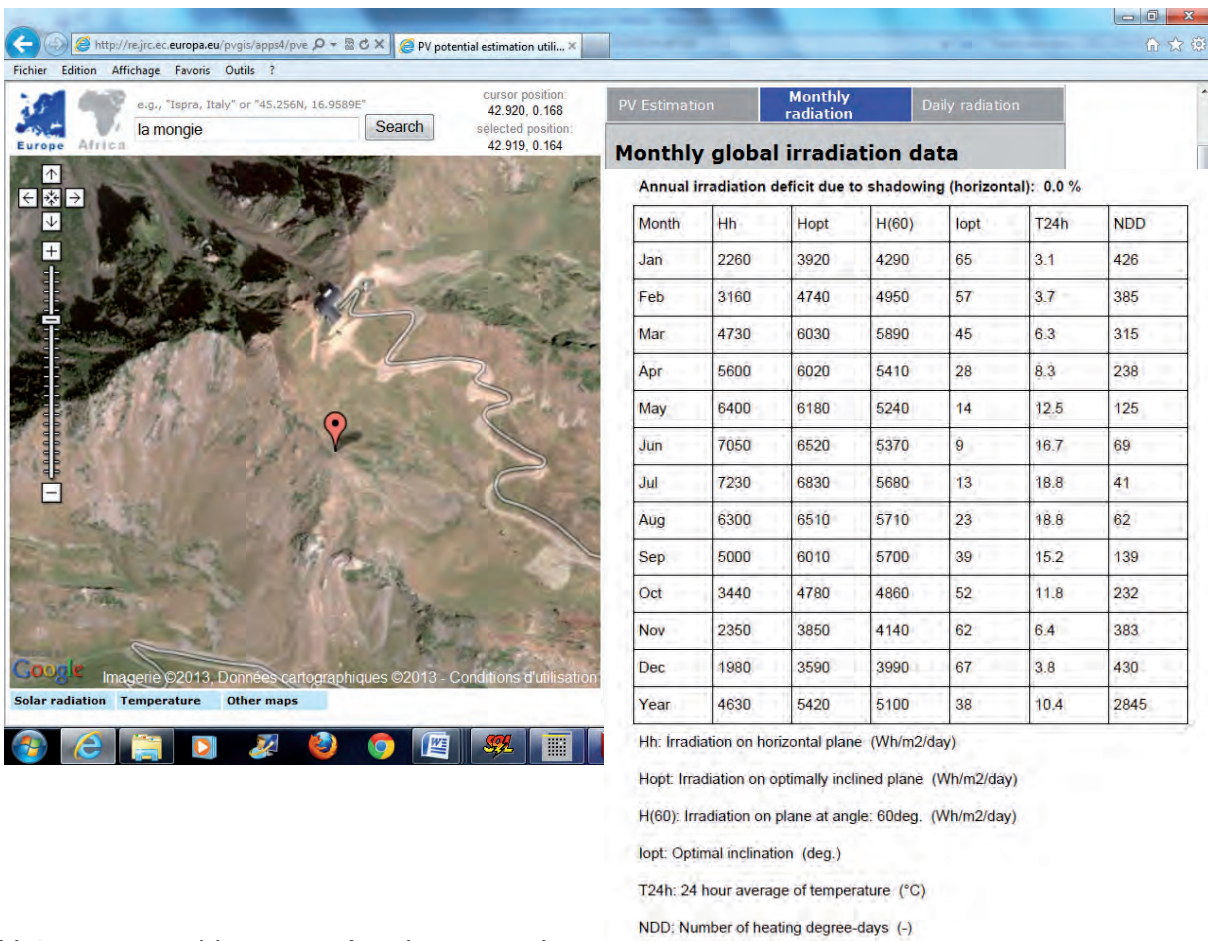 http://re.jrc.ec.europa.eu/pvgis/apps4/pve
PV potential estimation utili...
Fichier Edition Affichage Favoris Outils ?
Europe Africa
e.g., "Ispra, Italy" or "45.256N, 16.9589E"
la mongie
Search
cursor position:
42.920, 0.168
selected position:
42.919, 0.164
Google
Imagerie ©2013, Données cartographiques ©2013 - Conditions d'utilisation
Solar radiation Temperature Other maps
PV Estimation Monthly radiation Daily radiation
Monthly global irradiation data
Annual irradiation deficit due to shadowing (horizontal): 0.0 %
Month Hh Hopt H(60) Iopt T24h NDD
Jan 2260 3920 4290 65 3.1 426
Feb 3160 4740 4950 57 3.7 385
Mar 4730 6030 5890 45 6.3 315
Apr 5600 6020 5410 28 8.3 238
May 6400 6180 5240 14 12.5 125
Jun 7050 6520 5370 9 16.7 69
Jul 7230 6830 5680 13 18.8 41
Aug 6300 6510 5710 23 18.8 62
Sep 5000 6010 5700 39 15.2 139
Oct 3440 4780 4860 52 11.8 232
Nov 2350 3850 4140 62 6.4 383
Dec 1980 3590 3990 67 3.8 430
Year 4630 5420 5100 38 10.4 2845
Hh: Irradiation on horizontal plane (Wh/m2/day)
Hopt: Irradiation on optimally inclined plane (Wh/m2/day)
H(60): Irradiation on plane at angle: 60deg. (Wh/m2/day)
Iopt: Optimal inclination (deg.)
T24h: 24 hour average of temperature (°C)
NDD: Number of heating degree-days (-)